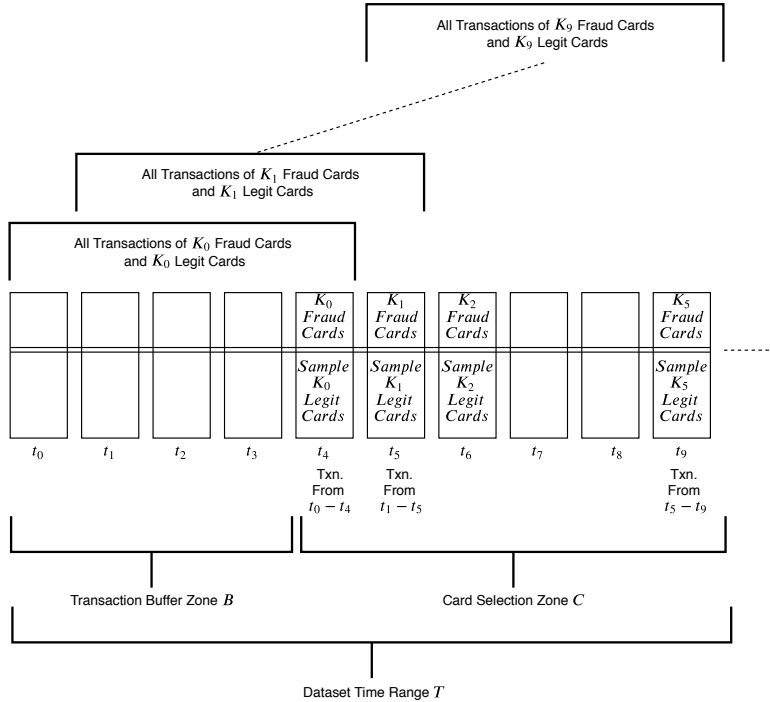 All Transactions of K₉ Fraud Cards
and K₉ Legit Cards
All Transactions of K₁ Fraud Cards
and K₁ Legit Cards
All Transactions of K₀ Fraud Cards
and K₀ Legit Cards
K₀ K₁ K₂ K₅
Fraud Fraud Fraud Fraud
Cards Cards Cards Cards
Sample Sample Sample Sample
K₀ K₁ K₂ K₅
Legit Legit Legit Legit
Cards Cards Cards Cards
t₀ t₁ t₂ t₃ t₄ t₅ t₆ t₇ t₈ t₉
Txn. Txn. Txn.
From From From
t₀ − t₄ t₁ − t₅ t₅ − t₉
Transaction Buffer Zone B Card Selection Zone C
Dataset Time Range T